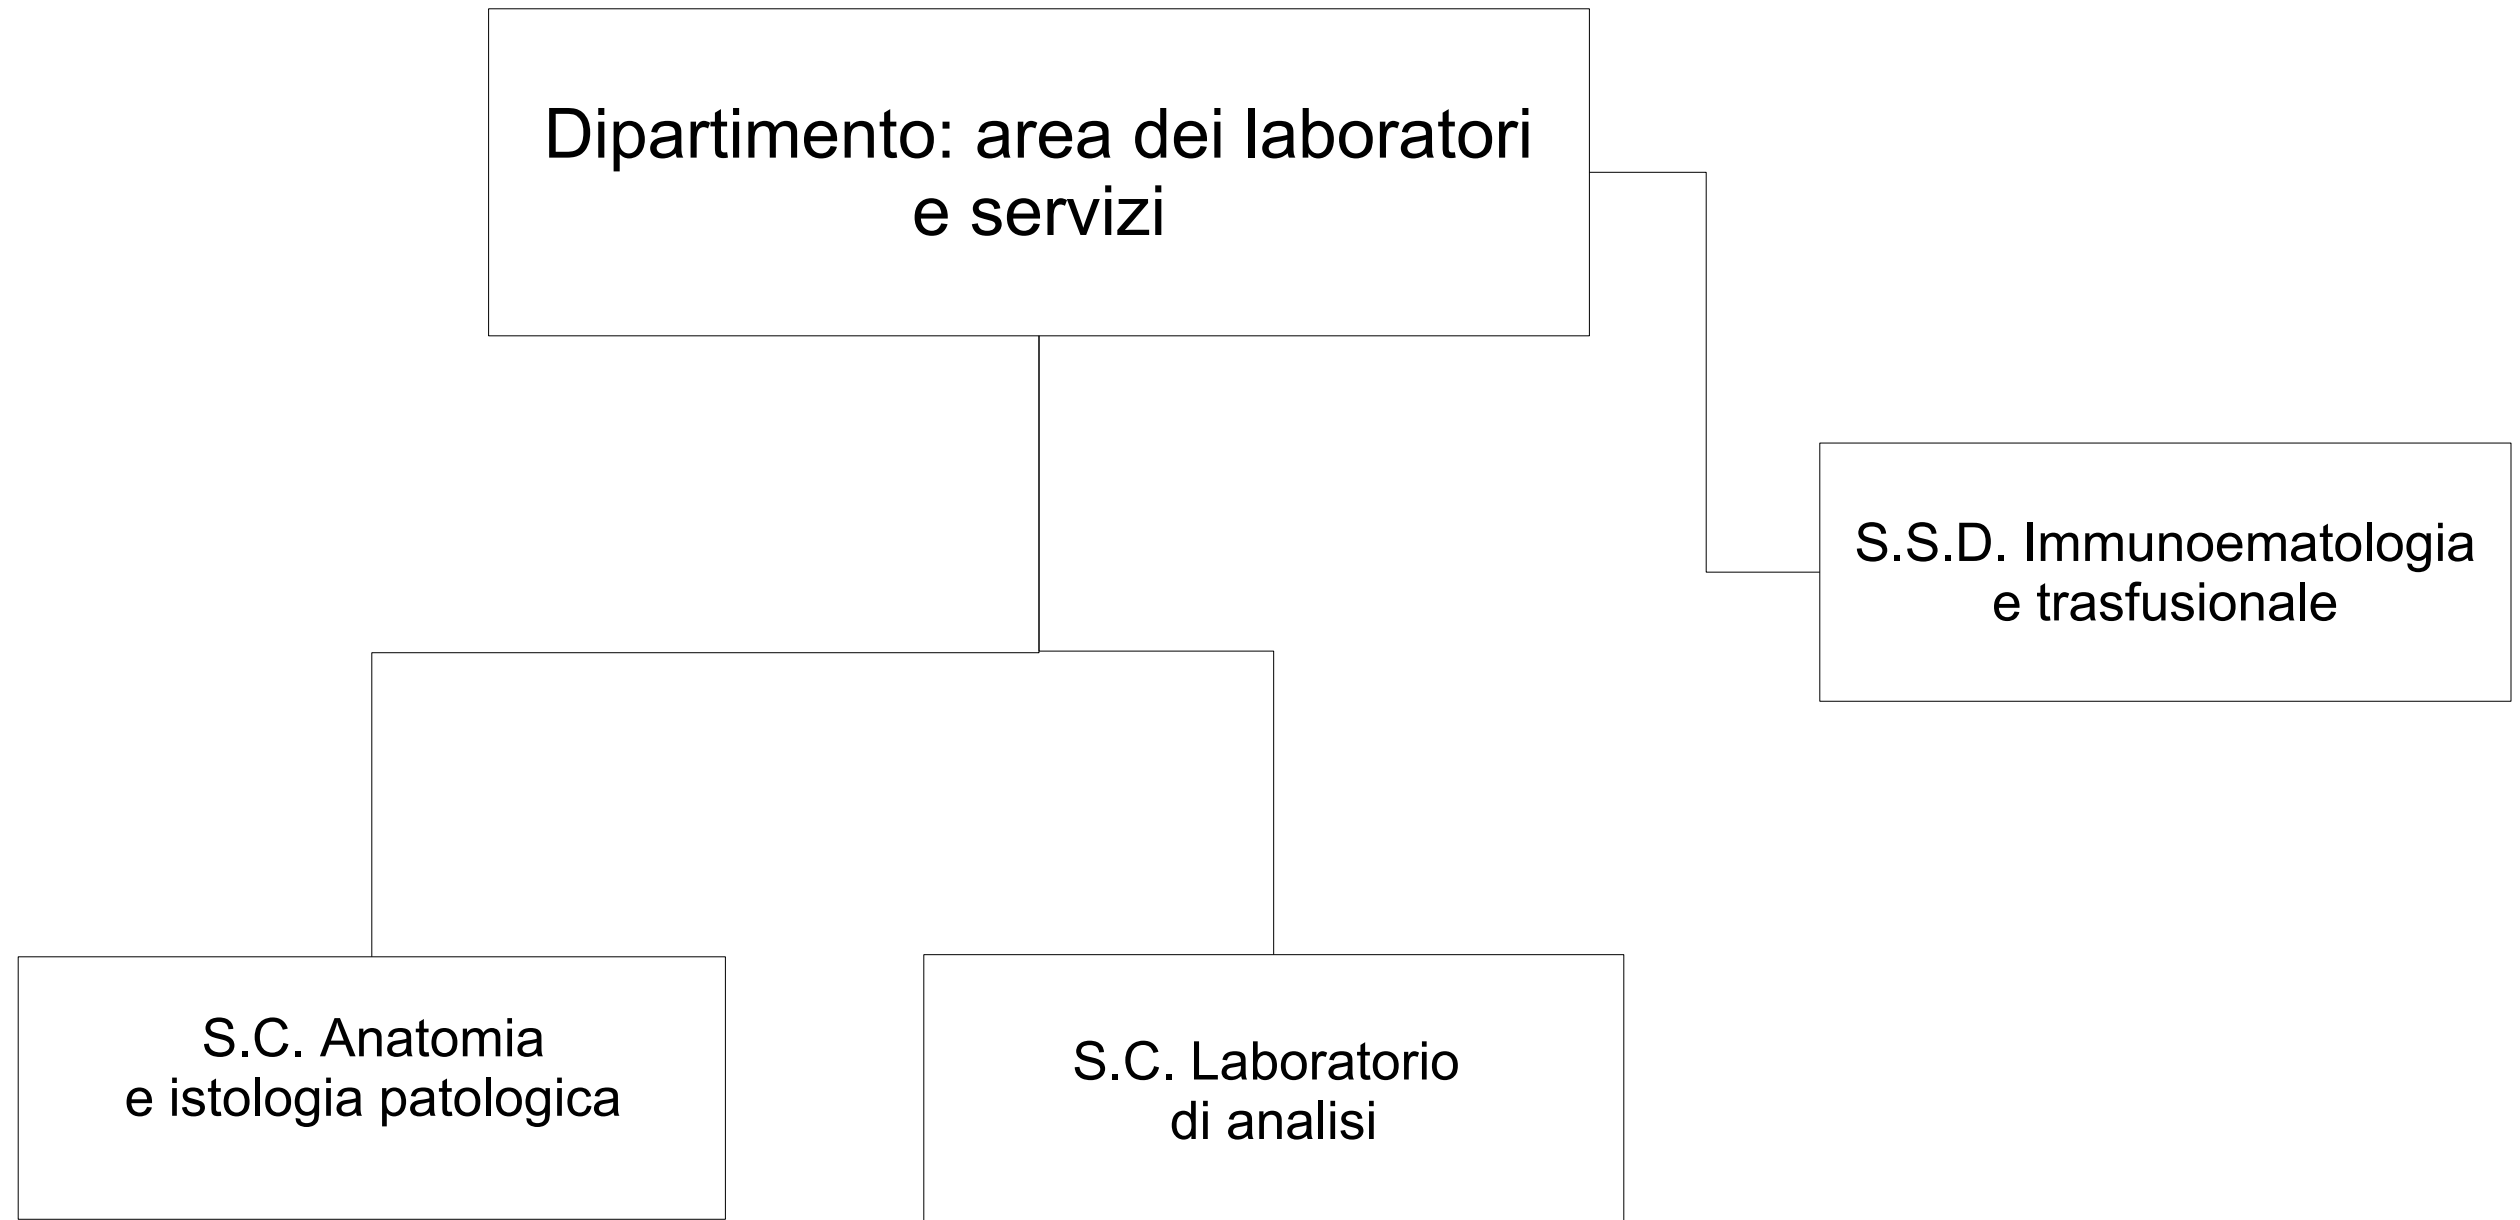 Dipartimento: area dei laboratori
e servizi
S.S.D. Immunoematologia
e trasfusionale
S.C. Anatomia
e istologia patologica
S.C. Laboratorio
di analisi